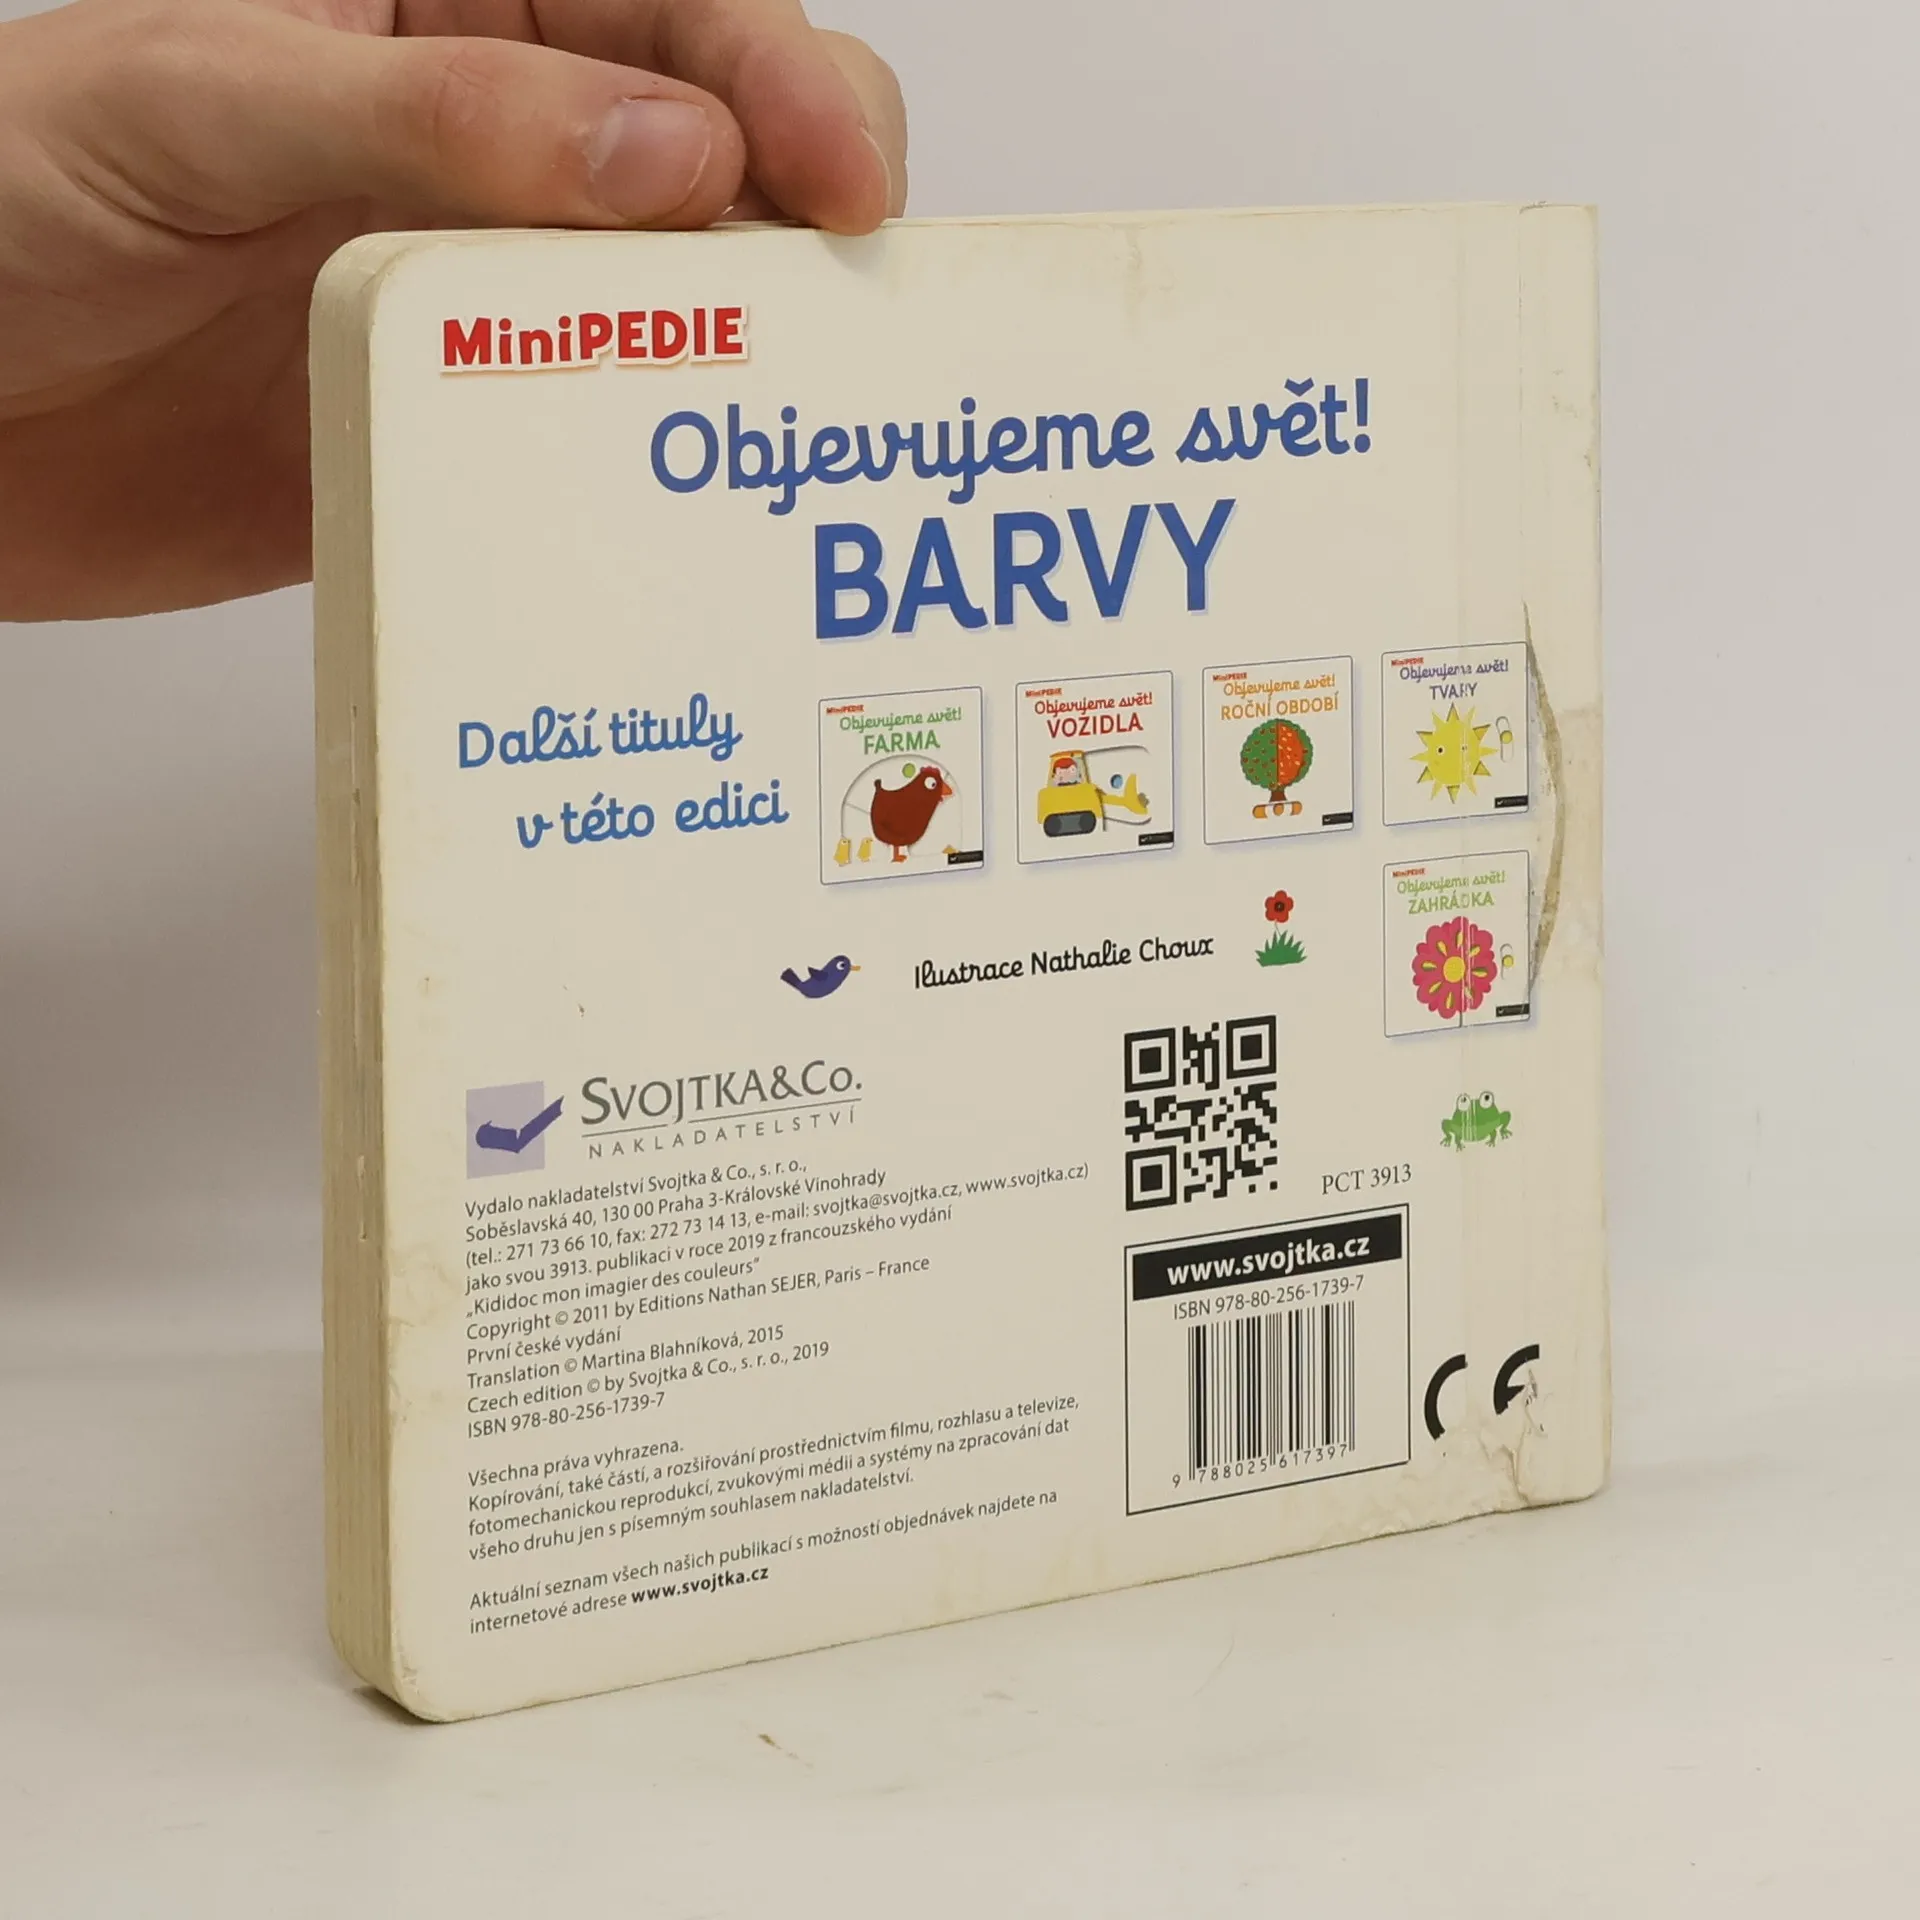 MiniPEDIE
Objevujeme svět!
BARVY
Další tituly
v této edici
MiniPEDIE
Objevujeme svět!
FARMA
MiniPEDIE
Objevujeme svět!
VOZIDLA
MiniPEDIE
Objevujeme svět!
ROČNÍ OBDOBÍ
MiniPEDIE
Objevujeme svět!
TVARY
MiniPEDIE
Objevujeme svět!
ZAHRÁDKA
Ilustrace Nathalie Choux
SVOJTKA&CO.
NAKLADATELSTVÍ
Vydalo nakladatelství Svojtka & Co., s. r. o.,
Soběslavská 40, 130 00 Praha 3-Královské Vinohrady
(tel.: 271 73 66 10, fax: 272 73 14 13, e-mail: svojtka@svojtka.cz, www.svojtka.cz)
jako svou 3913. publikaci v roce 2019 z francouzského vydání
„Kididoc mon imagier des couleurs“
Copyright © 2011 by Editions Nathan SEJER, Paris – France
První české vydání
Translation © Martina Blahníková, 2015
Czech edition © by Svojtka & Co., s. r. o., 2019
ISBN 978-80-256-1739-7
Všechna práva vyhrazena.
Kopírování, také částí, a rozšiřování prostřednictvím filmu, rozhlasu a televize,
fotomechanickou reprodukcí, zvukovými médii a systémy na zpracování dat
všeho druhu jen s písemným souhlasem nakladatelství.
Aktuální seznam všech našich publikací s možností objednávek najdete na
internetové adrese www.svojtka.cz
PCT 3913
www.svojtka.cz
ISBN 978-80-256-1739-7
9 788025 617397
CE